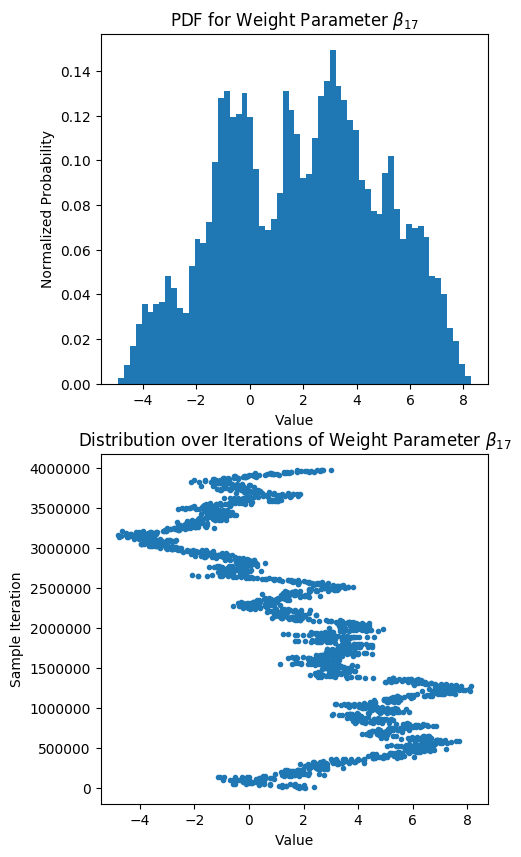 PDF for Weight Parameter β₁₇
0.14
0.12
0.10
0.08
0.06
0.04
0.02
0.00
Normalized Probability
−4 −2 0 2 4 6 8
Value
Distribution over Iterations of Weight Parameter β₁₇
4000000
3500000
3000000
2500000
2000000
1500000
1000000
500000
0
Sample Iteration
−4 −2 0 2 4 6 8
Value